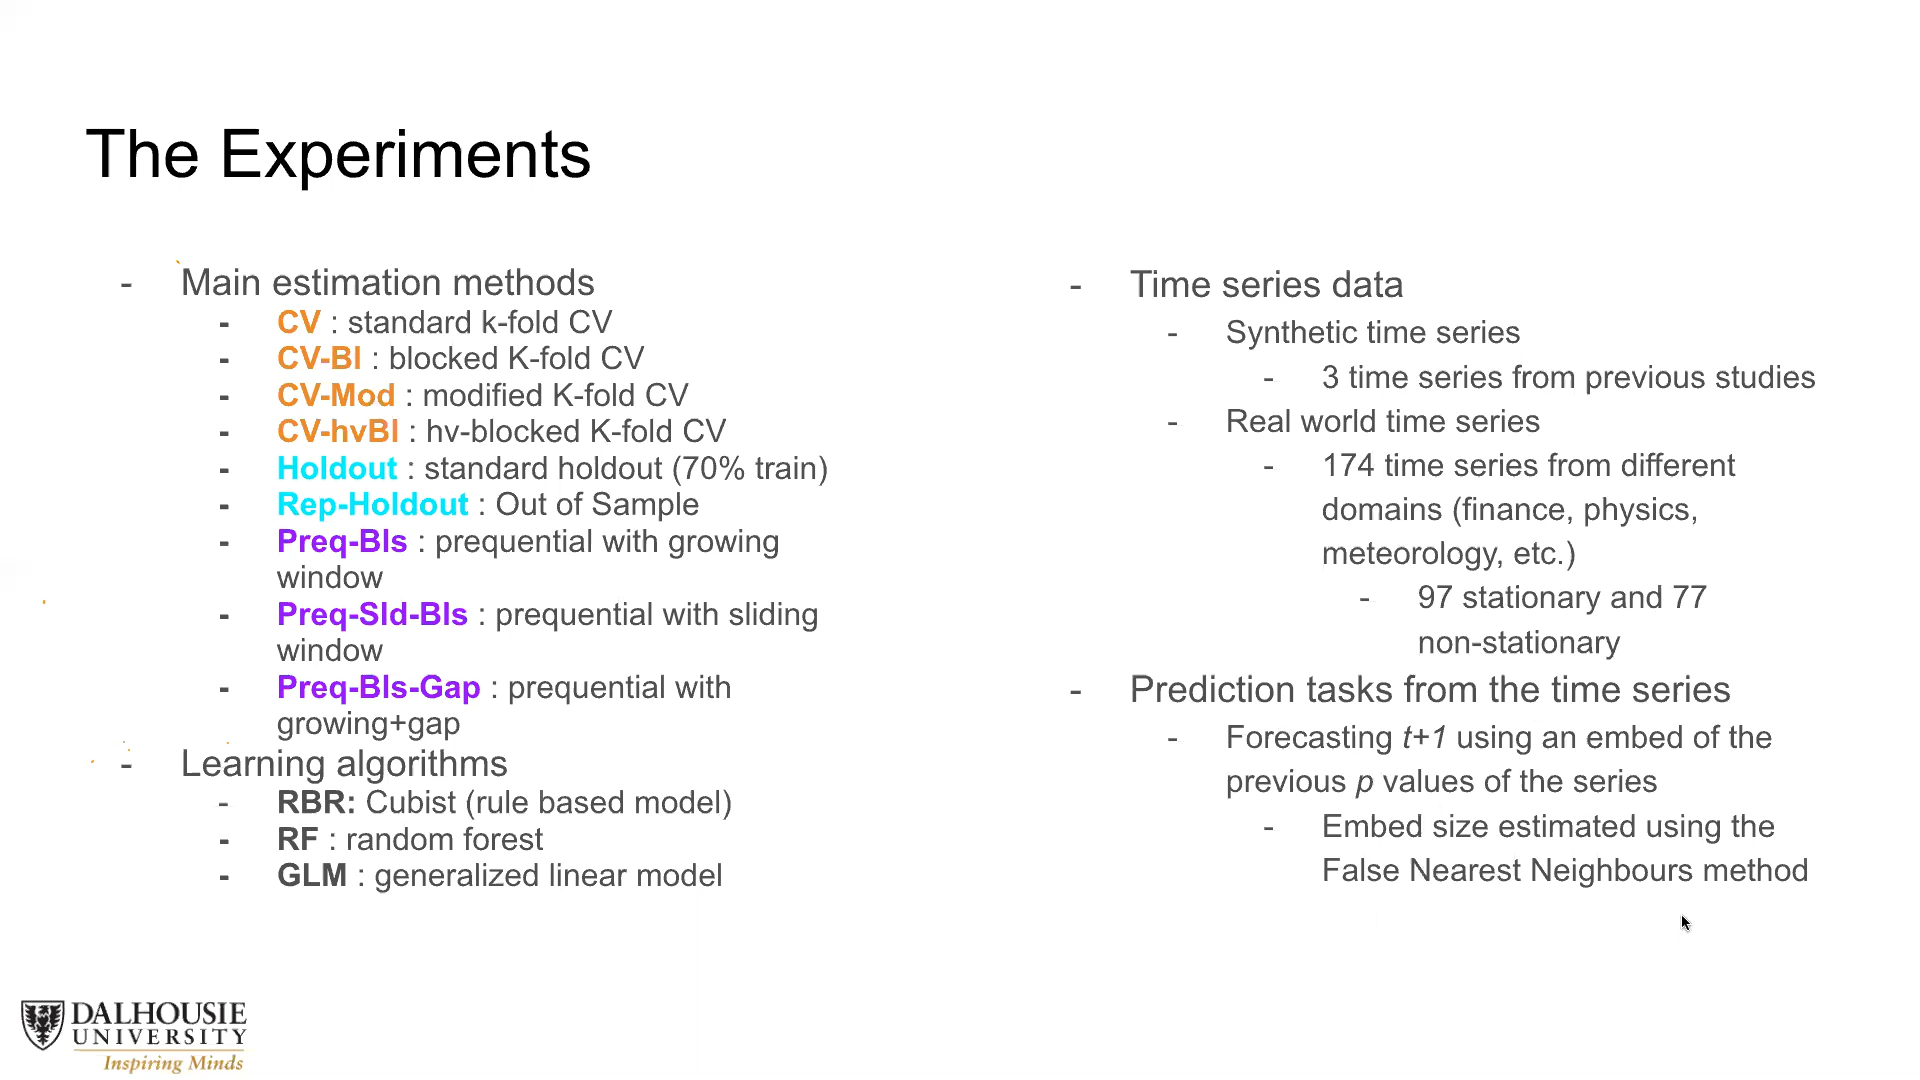 The Experiments
- Main estimation methods
- CV : standard k-fold CV
- CV-Bl : blocked K-fold CV
- CV-Mod : modified K-fold CV
- CV-hvBl : hv-blocked K-fold CV
- Holdout : standard holdout (70% train)
- Rep-Holdout : Out of Sample
- Preq-Bls : prequential with growing
window
- Preq-Sld-Bls : prequential with sliding
window
- Preq-Bls-Gap : prequential with
growing+gap
- Learning algorithms
- RBR: Cubist (rule based model)
- RF : random forest
- GLM : generalized linear model
- Time series data
- Synthetic time series
- 3 time series from previous studies
- Real world time series
- 174 time series from different
domains (finance, physics,
meteorology, etc.)
- 97 stationary and 77
non-stationary
- Prediction tasks from the time series
- Forecasting t+1 using an embed of the
previous p values of the series
- Embed size estimated using the
False Nearest Neighbours method
DALHOUSIE
UNIVERSITY
Inspiring Minds